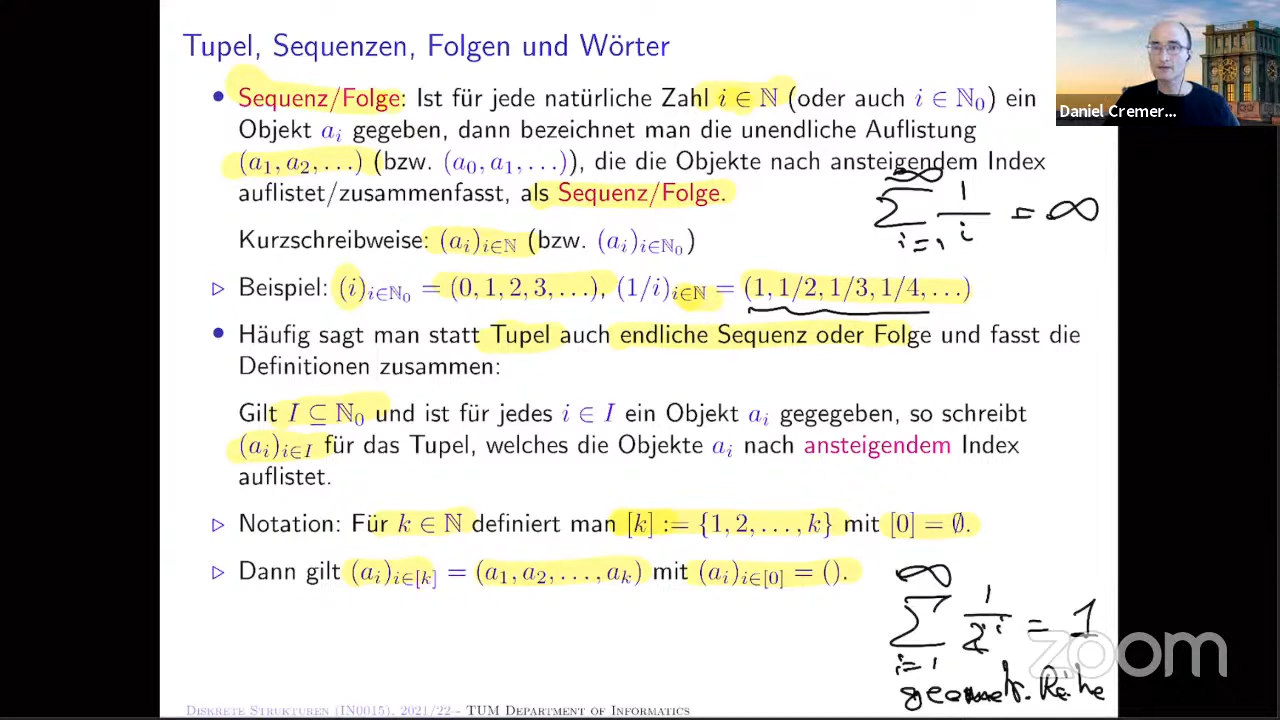 Tupel, Sequenzen, Folgen und Wörter
• Sequenz/Folge: Ist für jede natürliche Zahl i ∈ ℕ (oder auch i ∈ ℕ₀) ein
Objekt aᵢ gegeben, dann bezeichnet man die unendliche Auflistung
(a₁, a₂, …) (bzw. (a₀, a₁, …)), die die Objekte nach ansteigendem Index
auflistet/zusammenfasst, als Sequenz/Folge.
∞
∑ 1/i = ∞
i=1
Kurzschreibweise: (aᵢ)_{i∈ℕ} (bzw. (aᵢ)_{i∈ℕ₀})
▷ Beispiel: (i)_{i∈ℕ₀} = (0, 1, 2, 3, …), (1/i)_{i∈ℕ} = (1, 1/2, 1/3, 1/4, …)
• Häufig sagt man statt Tupel auch endliche Sequenz oder Folge und fasst die
Definitionen zusammen:
Gilt I ⊆ ℕ₀ und ist für jedes i ∈ I ein Objekt aᵢ gegegeben, so schreibt
(aᵢ)_{i∈I} für das Tupel, welches die Objekte aᵢ nach ansteigendem Index
auflistet.
▷ Notation: Für k ∈ ℕ definiert man [k] := {1, 2, …, k} mit [0] = ∅.
▷ Dann gilt (aᵢ)_{i∈[k]} = (a₁, a₂, …, aₖ) mit (aᵢ)_{i∈[0]} = ().
∞
∑ 1/2ⁱ = 1
i=1
geometr. Reihe
Diskrete Strukturen (IN0015), 2021/22 – TUM Department of Informatics
Daniel Cremer...
zoom